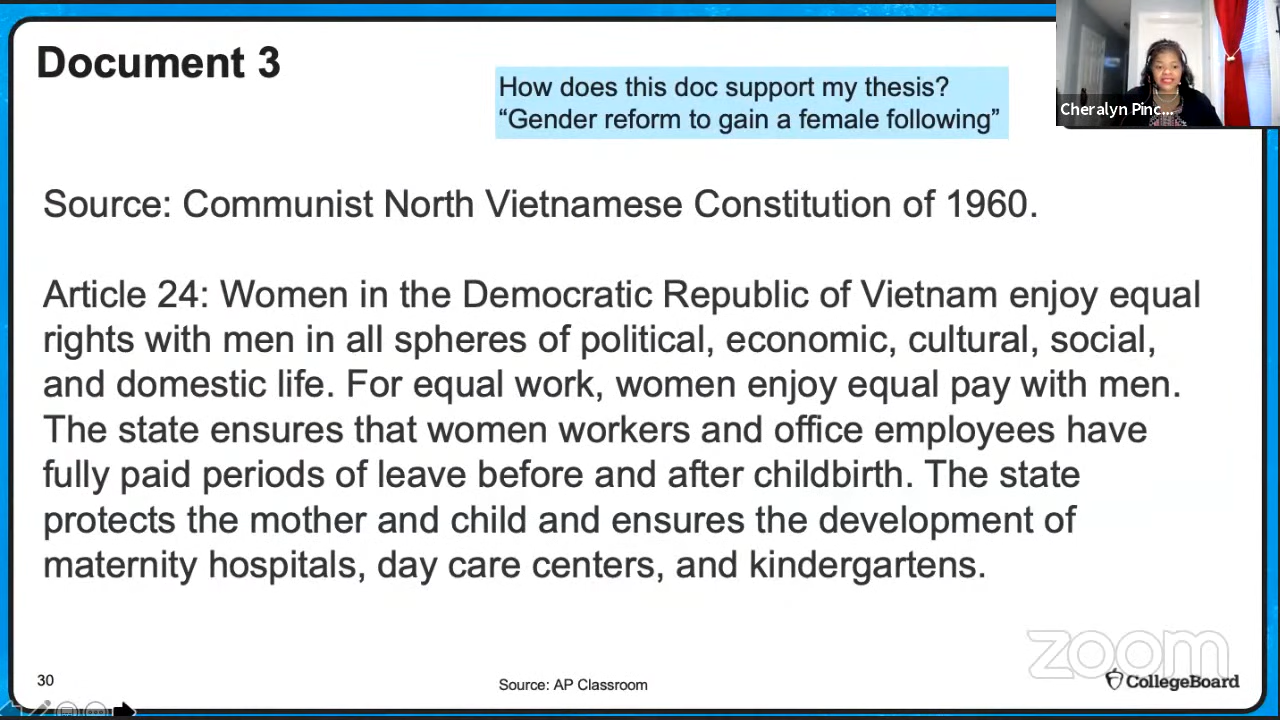 Document 3
How does this doc support my thesis?
“Gender reform to gain a female following”
Cheralyn Pinc...
Source: Communist North Vietnamese Constitution of 1960.
Article 24: Women in the Democratic Republic of Vietnam enjoy equal
rights with men in all spheres of political, economic, cultural, social,
and domestic life. For equal work, women enjoy equal pay with men.
The state ensures that women workers and office employees have
fully paid periods of leave before and after childbirth. The state
protects the mother and child and ensures the development of
maternity hospitals, day care centers, and kindergartens.
zoom
30
Source: AP Classroom
CollegeBoard